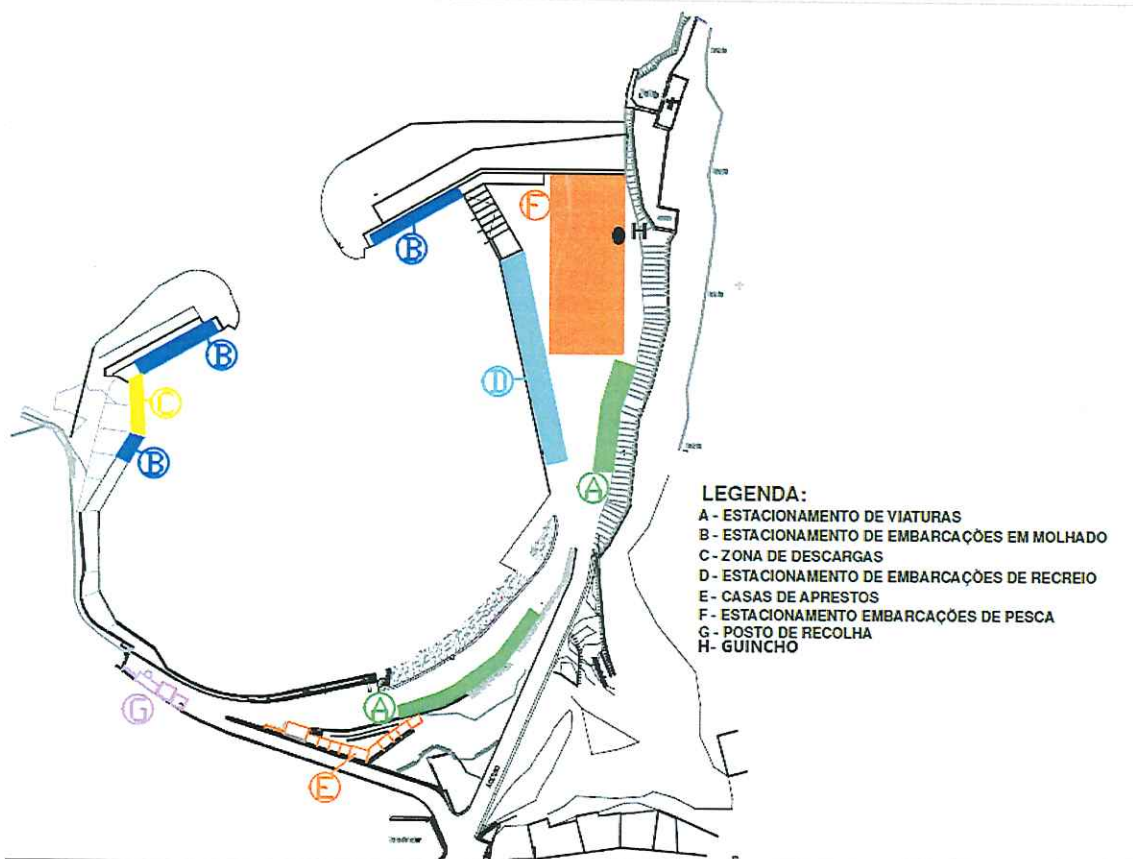 F
H
B
B
D
C
B
A
LEGENDA:
A - ESTACIONAMENTO DE VIATURAS
B - ESTACIONAMENTO DE EMBARCAÇÕES EM MOLHADO
C - ZONA DE DESCARGAS
D - ESTACIONAMENTO DE EMBARCAÇÕES DE RECREIO
E - CASAS DE APRESTOS
F - ESTACIONAMENTO EMBARCAÇÕES DE PESCA
G - POSTO DE RECOLHA
H- GUINCHO
A
G
E